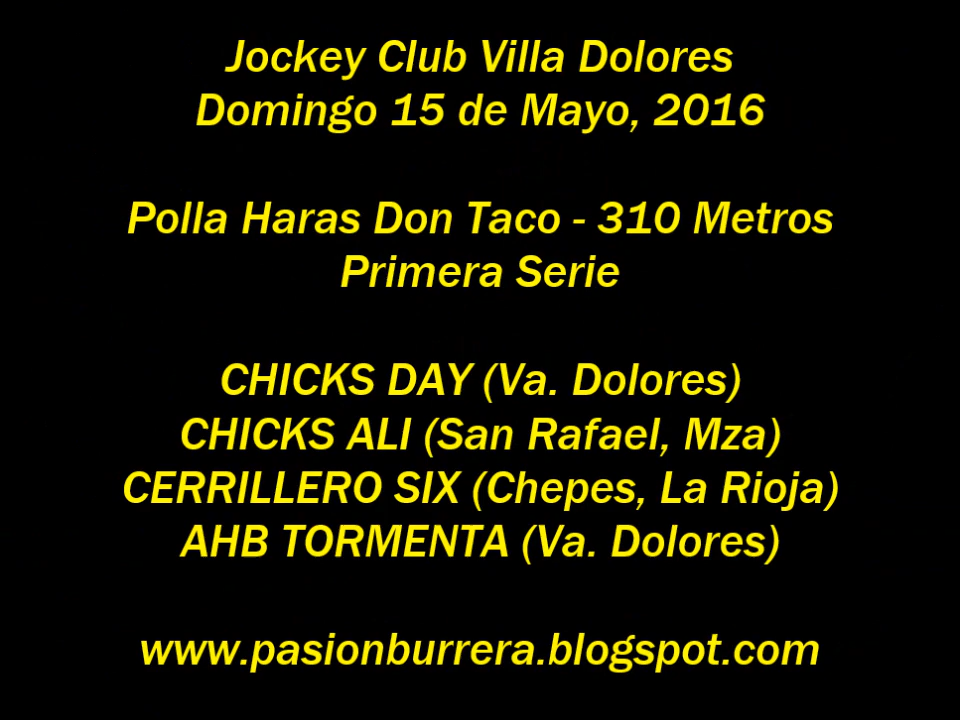 Jockey Club Villa Dolores
Domingo 15 de Mayo, 2016
Polla Haras Don Taco - 310 Metros
Primera Serie
CHICKS DAY (Va. Dolores)
CHICKS ALI (San Rafael, Mza)
CERRILLERO SIX (Chepes, La Rioja)
AHB TORMENTA (Va. Dolores)
www.pasionburrera.blogspot.com